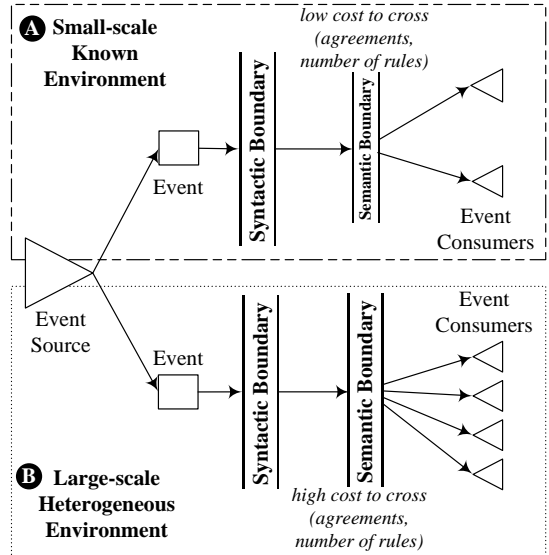 A Small-scale
Known
Environment
low cost to cross
(agreements,
number of rules)
Event
Syntactic Boundary
Semantic Boundary
Event
Consumers
Event
Source
Event
Syntactic Boundary
Semantic Boundary
Event
Consumers
B Large-scale
Heterogeneous
Environment
high cost to cross
(agreements,
number of rules)